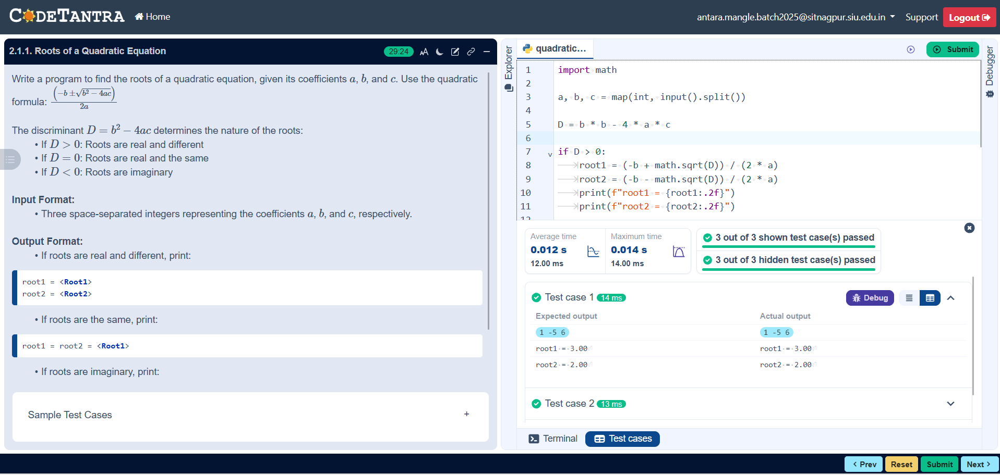 CODETANTRA
Home
antara.mangle.batch2025@sitnagpur.siu.edu.in
Support
Logout
2.1.1. Roots of a Quadratic Equation
29:24
Write a program to find the roots of a quadratic equation, given its coefficients a, b, and c. Use the quadratic
formula: (−b ± √b² − 4ac) / 2a
The discriminant D = b² − 4ac determines the nature of the roots:
• If D > 0: Roots are real and different
• If D = 0: Roots are real and the same
• If D < 0: Roots are imaginary
Input Format:
• Three space-separated integers representing the coefficients a, b, and c, respectively.
Output Format:
• If roots are real and different, print:
root1 = <Root1>
root2 = <Root2>
• If roots are the same, print:
root1 = root2 = <Root1>
• If roots are imaginary, print:
Sample Test Cases
+
Explorer
quadratic...
Submit
Debugger
1 import math
2
3 a, b, c = map(int, input().split())
4
5 D = b * b - 4 * a * c
6
7 if D > 0:
8 root1 = (-b + math.sqrt(D)) / (2 * a)
9 root2 = (-b - math.sqrt(D)) / (2 * a)
10 print(f"root1 = {root1:.2f}")
11 print(f"root2 = {root2:.2f}")
12
Average time
0.012 s
12.00 ms
Maximum time
0.014 s
14.00 ms
3 out of 3 shown test case(s) passed
3 out of 3 hidden test case(s) passed
Test case 1 14 ms
Debug
Expected output
Actual output
1 -5 6
1 -5 6
root1 = 3.00
root1 = 3.00
root2 = 2.00
root2 = 2.00
Test case 2 13 ms
Terminal
Test cases
< Prev
Reset
Submit
Next >